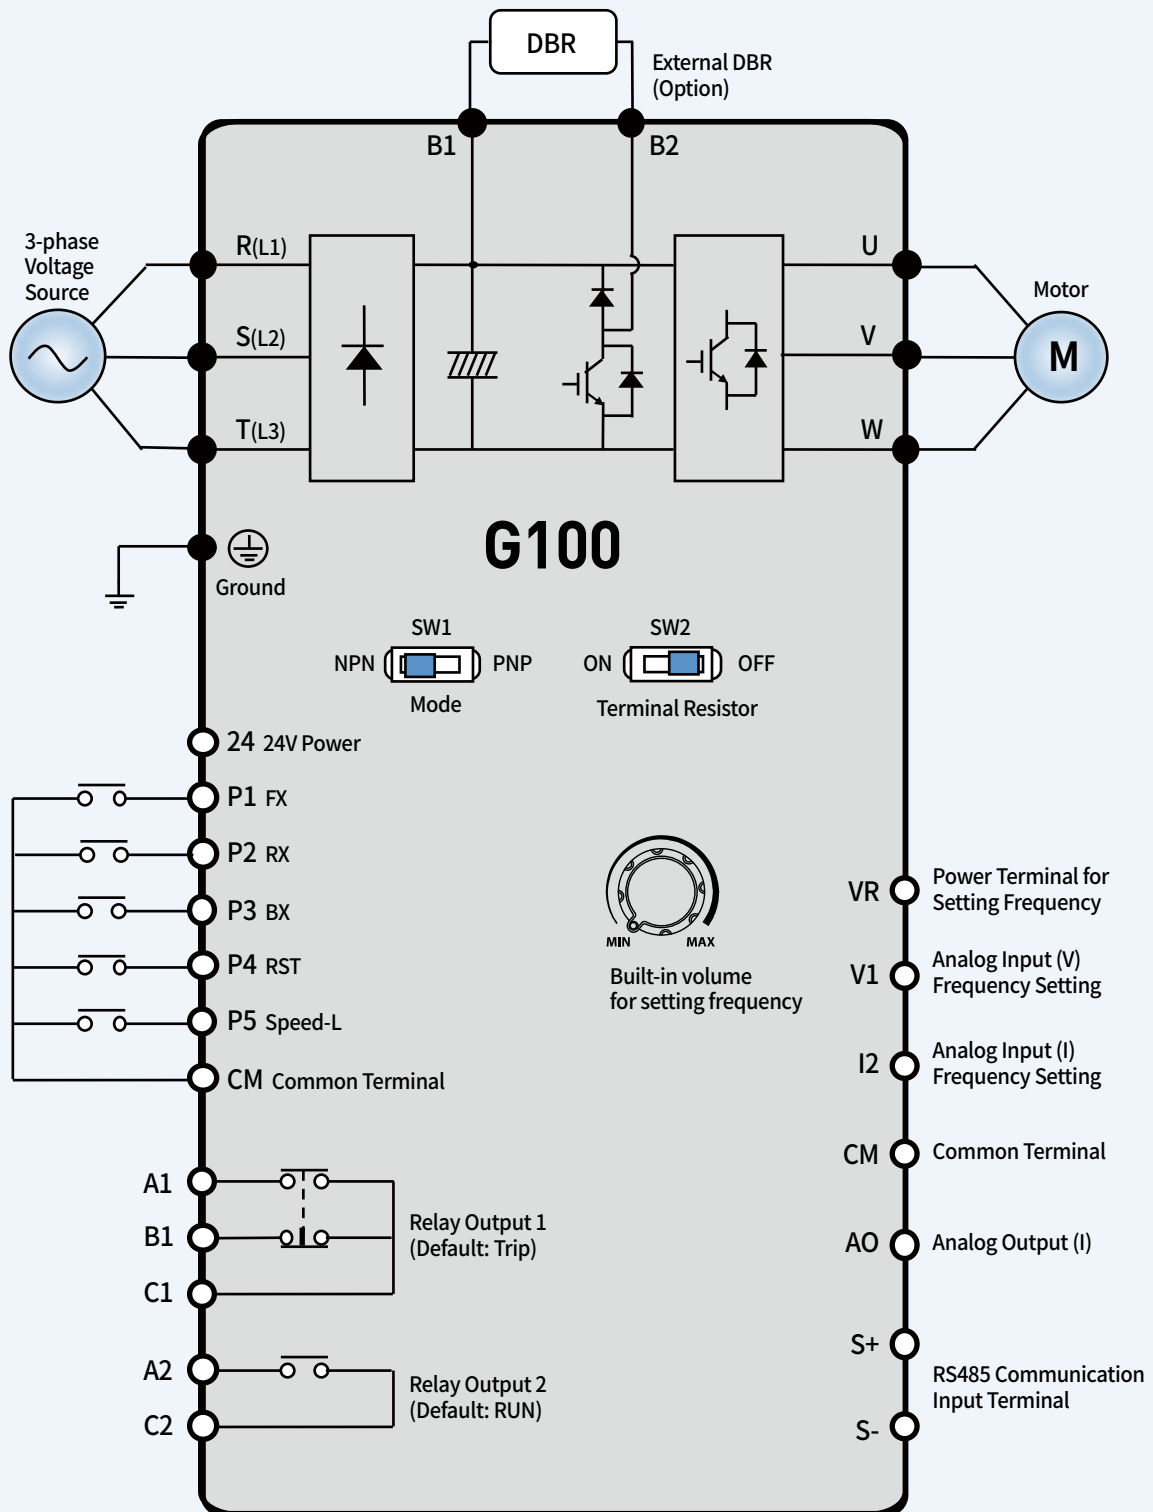 DBR
External DBR
(Option)
B1
B2
3-phase
Voltage
Source
R(L1)
S(L2)
T(L3)
U
V
W
Motor
M
Ground
G100
SW1
NPN
PNP
Mode
SW2
ON
OFF
Terminal Resistor
24 24V Power
P1 FX
P2 RX
P3 BX
P4 RST
P5 Speed-L
CM Common Terminal
MIN
MAX
Built-in volume
for setting frequency
VR
Power Terminal for
Setting Frequency
V1
Analog Input (V)
Frequency Setting
I2
Analog Input (I)
Frequency Setting
CM
Common Terminal
AO
Analog Output (I)
S+
S-
RS485 Communication
Input Terminal
A1
B1
C1
Relay Output 1
(Default: Trip)
A2
C2
Relay Output 2
(Default: RUN)